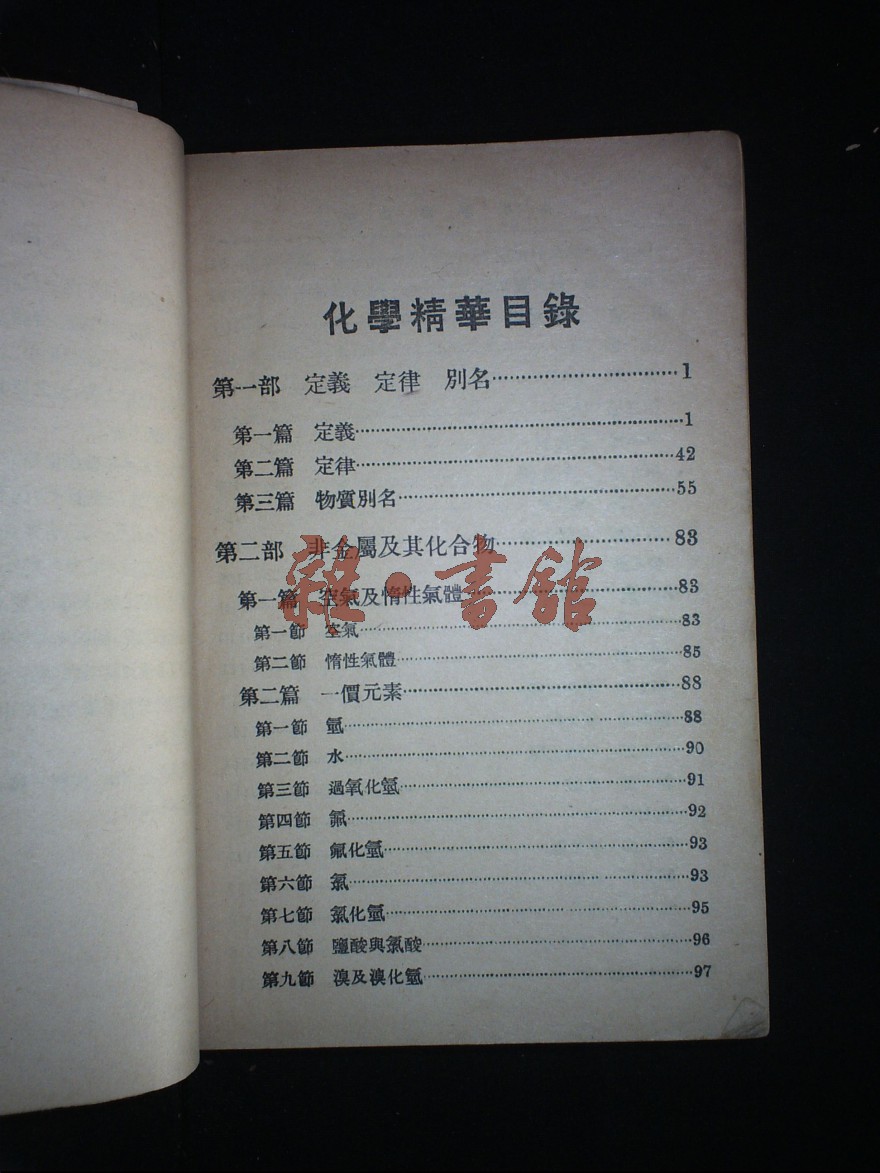 化學精華目錄
第一部 定義 定律 別名……………………………1
第一篇 定義……………………………1
第二篇 定律……………………………42
第三篇 物質別名……………………………55
第二部 非金屬及其化合物……………………………83
雜·書館
第一篇 空氣及惰性氣體……………………………83
第一節 空氣……………………………83
第二節 惰性氣體……………………………85
第二篇 一價元素……………………………88
第一節 氫……………………………88
第二節 水……………………………90
第三節 過氧化氫……………………………91
第四節 氟……………………………92
第五節 氟化氫……………………………93
第六節 氯……………………………93
第七節 氯化氫……………………………95
第八節 鹽酸與氯酸……………………………96
第九節 溴及溴化氫……………………………97